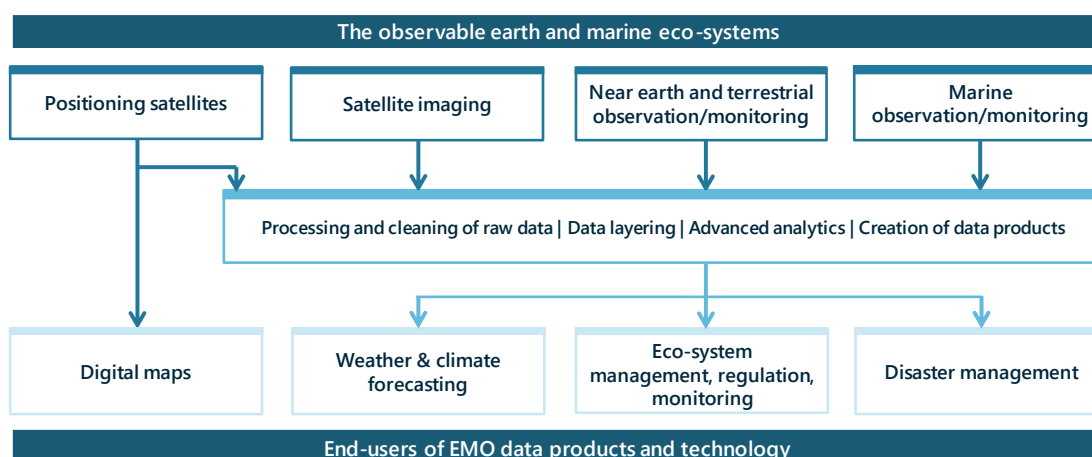 The observable earth and marine eco-systems
Positioning satellites
Satellite imaging
Near earth and terrestrial
observation/monitoring
Marine
observation/monitoring
Processing and cleaning of raw data | Data layering | Advanced analytics | Creation of data products
Digital maps
Weather & climate
forecasting
Eco-system
management, regulation,
monitoring
Disaster management
End-users of EMO data products and technology